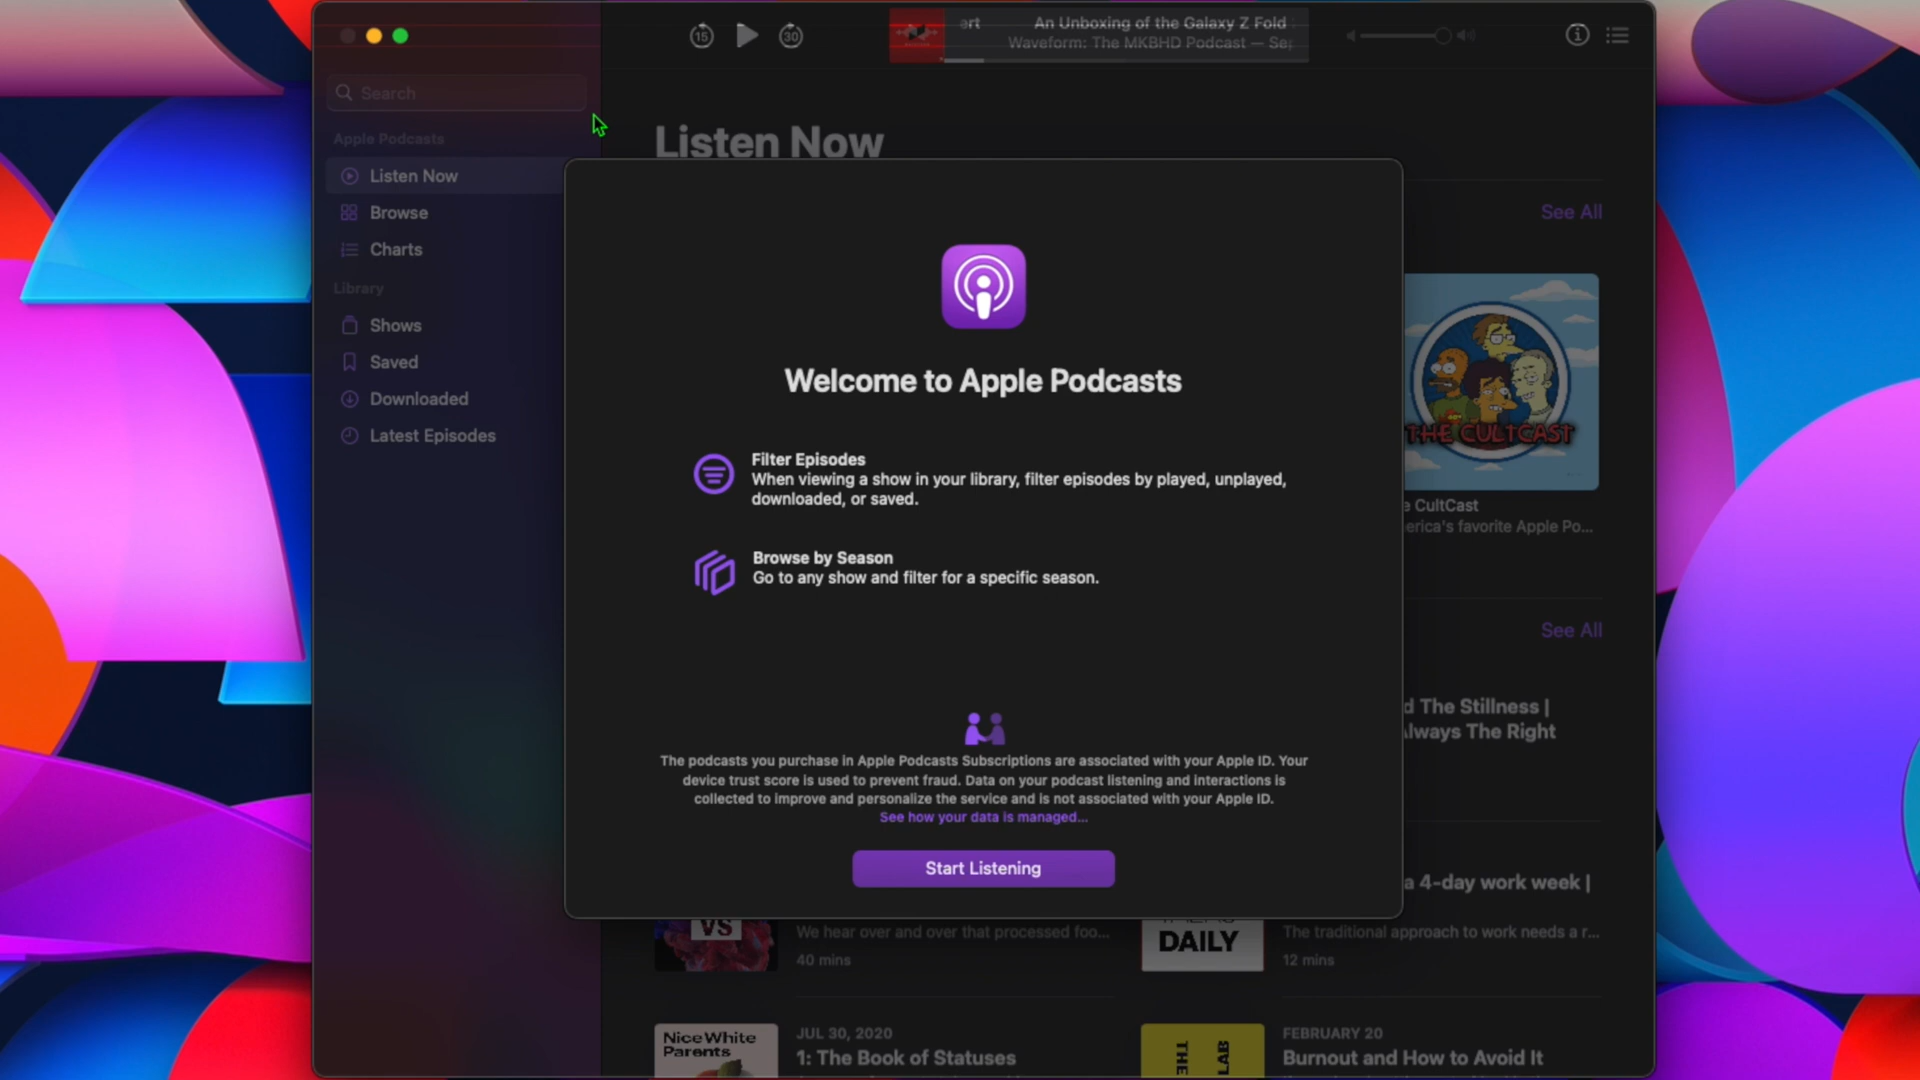 15
30
ert An Unboxing of the Galaxy Z Fold
Waveform: The MKBHD Podcast — Sep
Search
Apple Podcasts
Listen Now
Browse
Charts
Library
Shows
Saved
Downloaded
Latest Episodes
Listen Now
See All
Welcome to Apple Podcasts
Filter Episodes
When viewing a show in your library, filter episodes by played, unplayed,
downloaded, or saved.
Browse by Season
Go to any show and filter for a specific season.
The podcasts you purchase in Apple Podcasts Subscriptions are associated with your Apple ID. Your
device trust score is used to prevent fraud. Data on your podcast listening and interactions is
collected to improve and personalize the service and is not associated with your Apple ID.
See how your data is managed...
Start Listening
THE CULTCAST
e CultCast
erica's favorite Apple Po...
See All
d The Stillness |
Always The Right
a 4-day work week |
VS
We hear over and over that processed foo...
40 mins
DAILY
The traditional approach to work needs a r...
12 mins
Nice White
Parents
JUL 30, 2020
1: The Book of Statuses
THE
LAB
FEBRUARY 20
Burnout and How to Avoid It